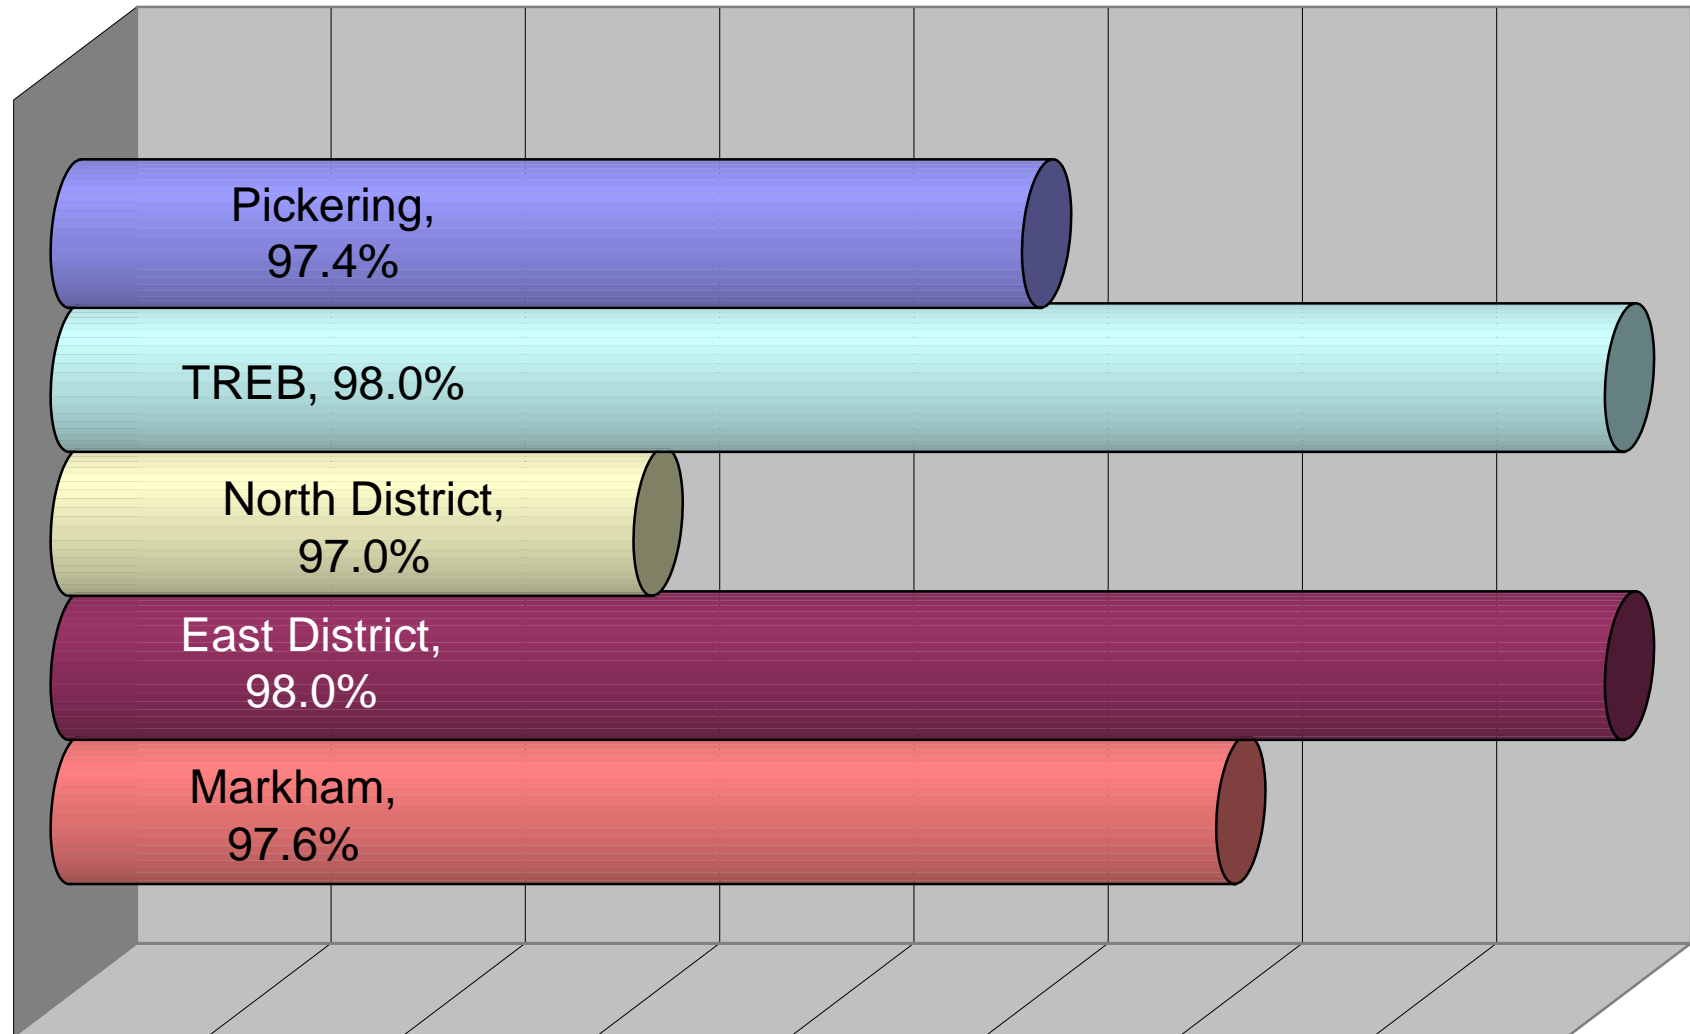 Pickering,
97.4%
TREB, 98.0%
North District,
97.0%
East District,
98.0%
Markham,
97.6%